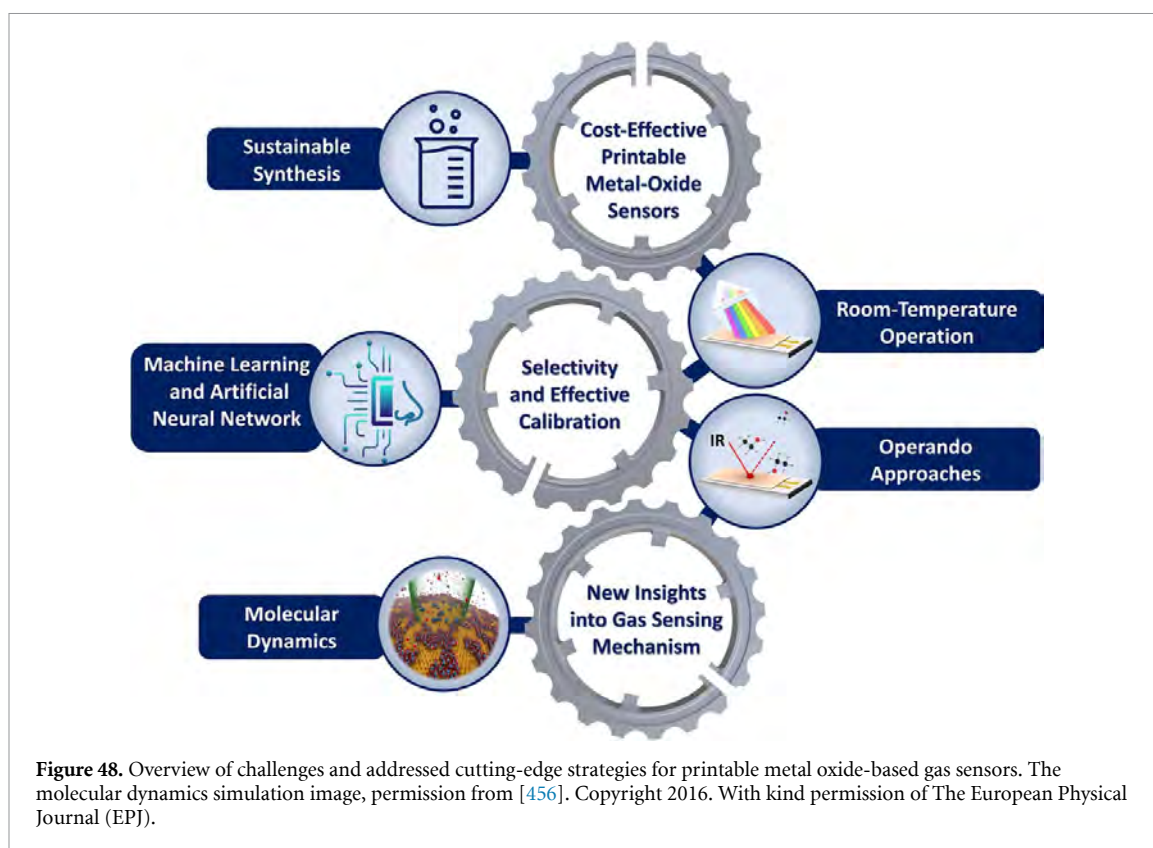 Sustainable
Synthesis
Cost-Effective
Printable
Metal-Oxide
Sensors
Room-Temperature
Operation
Machine Learning
and Artificial
Neural Network
Selectivity
and Effective
Calibration
IR
Operando
Approaches
Molecular
Dynamics
New Insights
into Gas Sensing
Mechanism
Figure 48. Overview of challenges and addressed cutting-edge strategies for printable metal oxide-based gas sensors. The
molecular dynamics simulation image, permission from [456]. Copyright 2016. With kind permission of The European Physical
Journal (EPJ).